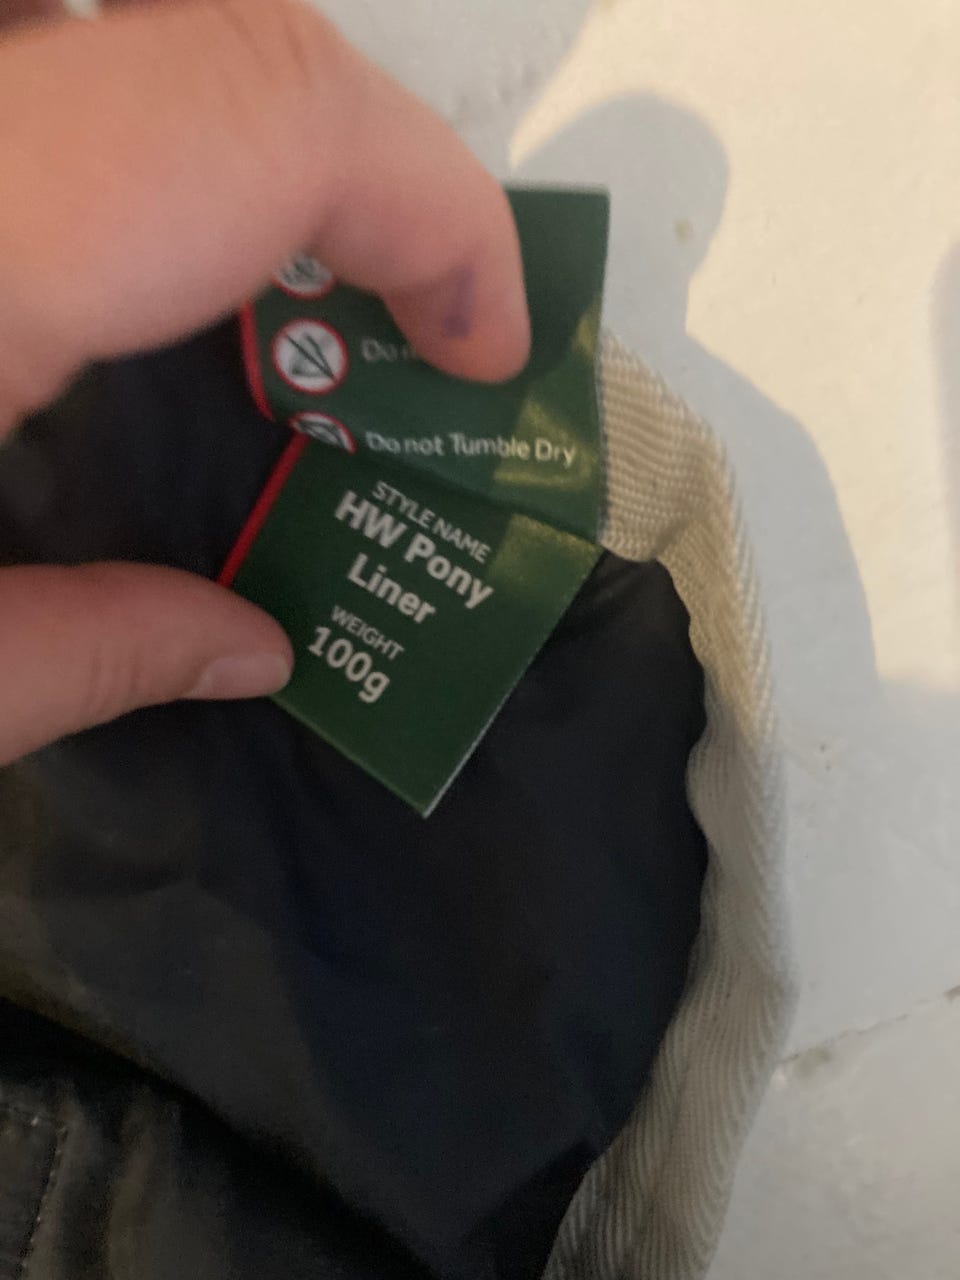 Do not Tumble Dry
STYLE NAME
HW Pony
Liner
WEIGHT
100g